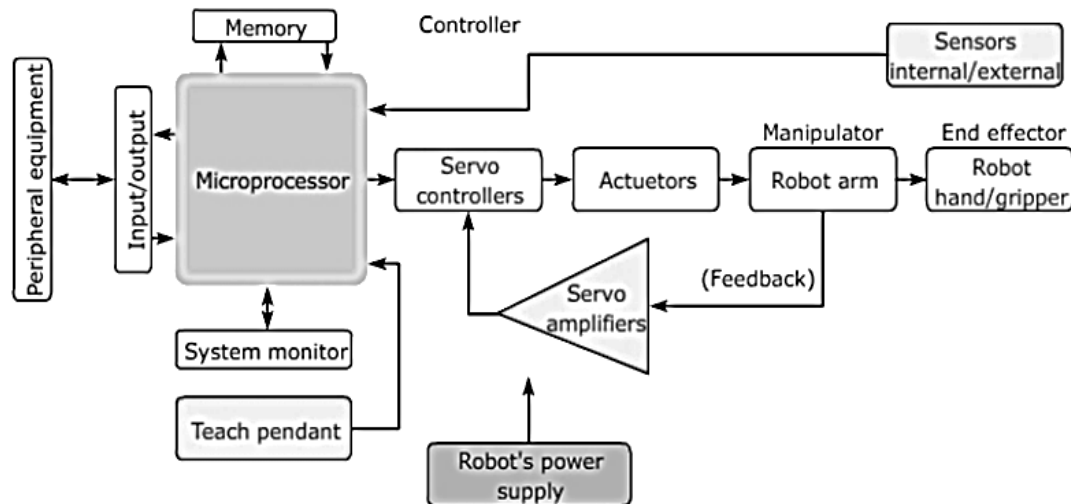 Memory
Controller
Sensors
internal/external
Peripheral equipment
Input/output
Microprocessor
Servo
controllers
Actuetors
Manipulator
Robot arm
End effector
Robot
hand/gripper
(Feedback)
Servo
amplifiers
System monitor
Teach pendant
Robot's power
supply